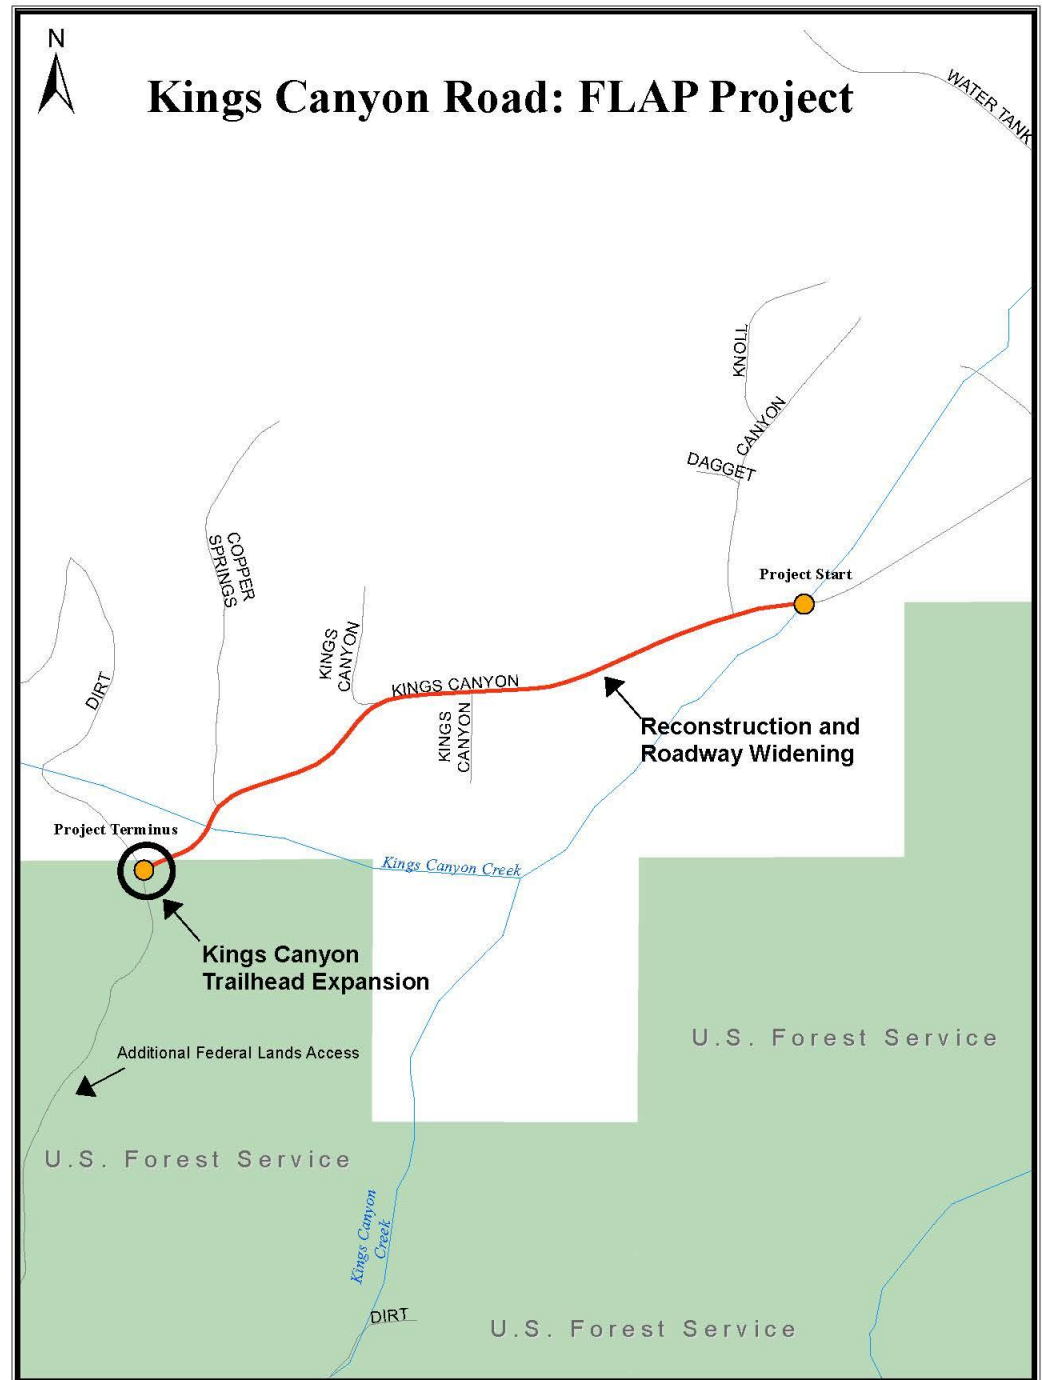 N
Kings Canyon Road: FLAP Project
WATER TANK
KNOLL
CANYON
DAGGET
COPPER
SPRINGS
Project Start
KINGS
CANYON
DIRT
KINGS CANYON
KINGS
CANYON
Reconstruction and
Roadway Widening
Project Terminus
Kings Canyon Creek
Kings Canyon
Trailhead Expansion
U.S. Forest Service
Additional Federal Lands Access
U.S. Forest Service
Kings Canyon
Creek
DIRT
U.S. Forest Service